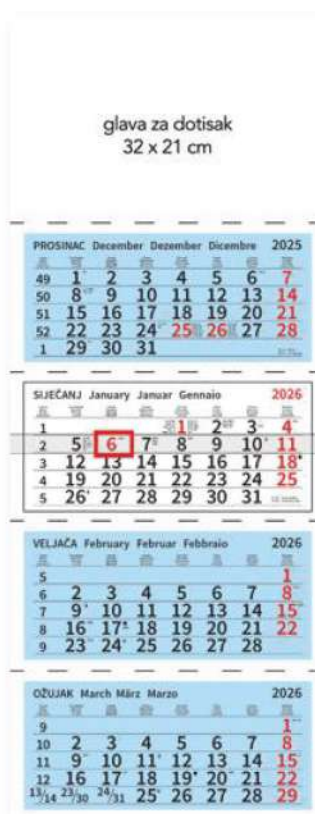 glava za dotisak
32 x 21 cm
PROSINAC December Dezember Dicembre 2025
49 1 2 3 4 5 6 7
50 8 9 10 11 12 13 14
51 15 16 17 18 19 20 21
52 22 23 24 25 26 27 28
1 29 30 31
SIJEČANJ January Januar Gennaio 2026
1 1 2 3 4
2 5 6 7 8 9 10 11
3 12 13 14 15 16 17 18
4 19 20 21 22 23 24 25
5 26 27 28 29 30 31
VELJAČA February Februar Febbraio 2026
5 1
6 2 3 4 5 6 7 8
7 9 10 11 12 13 14 15
8 16 17 18 19 20 21 22
9 23 24 25 26 27 28
OŽUJAK March März Marzo 2026
9 1
10 2 3 4 5 6 7 8
11 9 10 11 12 13 14 15
12 16 17 18 19 20 21 22
13/14 23/30 24/31 25 26 27 28 29